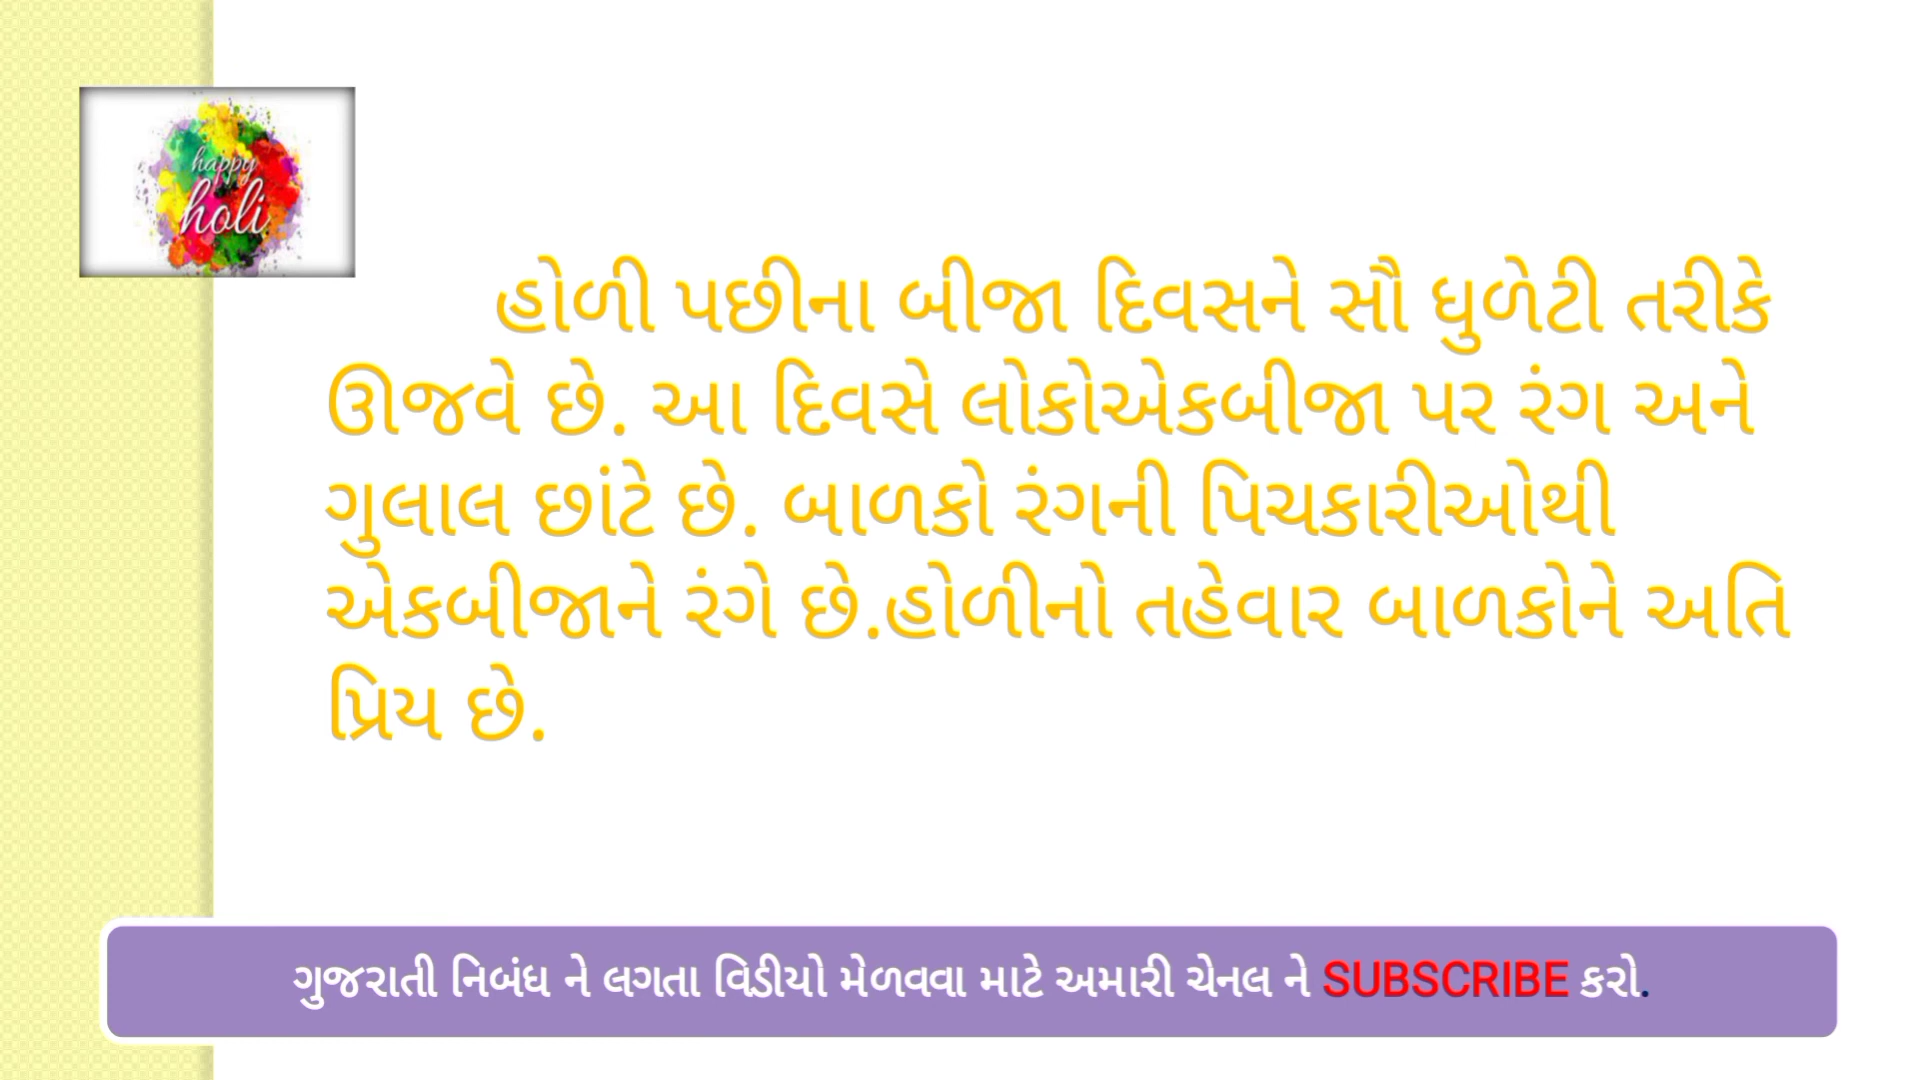 happy
holi
હોળી પછીના બીજા દિવસને સૌ ધુળેટી તરીકે
ઊજવે છે. આ દિવસે લોકોએકબીજા પર રંગ અને
ગુલાલ છાંટે છે. બાળકો રંગની પિચકારીઓથી
એકબીજાને રંગે છે.હોળીનો તહેવાર બાળકોને અતિ
પ્રિય છે.
ગુજરાતી નિબંધ ને લગતા વિડીયો મેળવવા માટે અમારી ચેનલ ને SUBSCRIBE કરો.